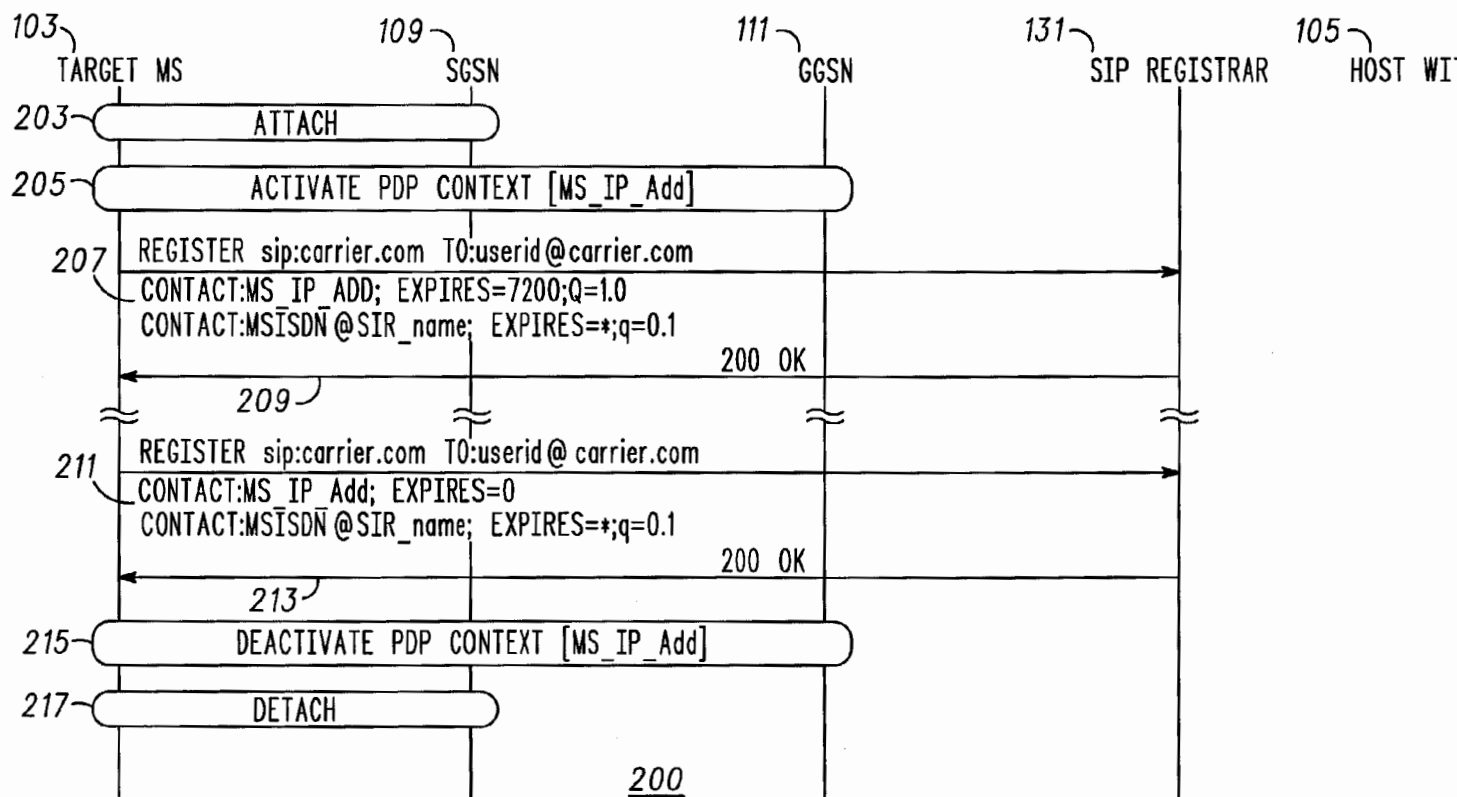 103 109 111 131 105
TARGET MS SGSN GGSN SIP REGISTRAR HOST WIT
203 ATTACH
205 ACTIVATE PDP CONTEXT [MS_IP_Add]
REGISTER sip:carrier.com TO:userid@carrier.com
207
CONTACT:MS_IP_ADD; EXPIRES=7200;Q=1.0
CONTACT:MSISDN@SIR_name; EXPIRES=*;q=0.1
200 OK
209
REGISTER sip:carrier.com TO:userid@ carrier.com
211
CONTACT:MS_IP_Add; EXPIRES=0
CONTACT:MSISDN@SIR_name; EXPIRES=*;q=0.1
200 OK
213
215 DEACTIVATE PDP CONTEXT [MS_IP_Add]
217 DETACH
200